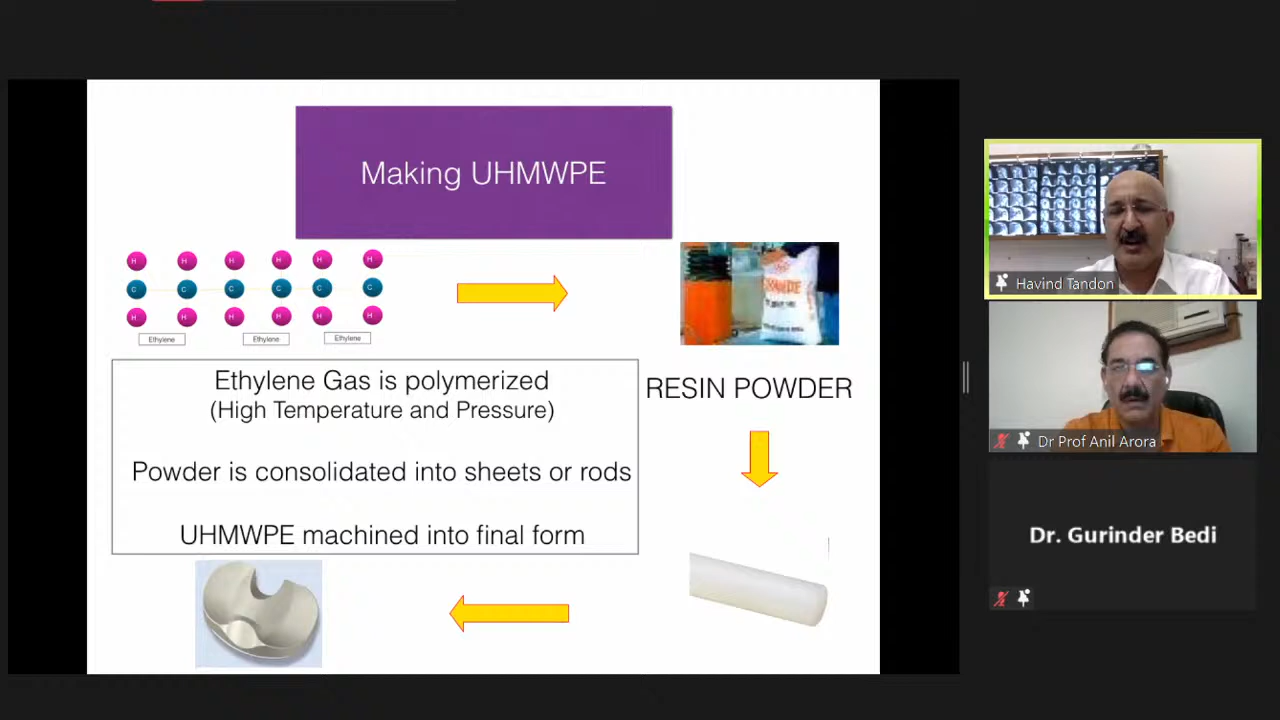 Making UHMWPE
H H H H H H
C C C C C C
H H H H H H
Ethylene Ethylene Ethylene
Ethylene Gas is polymerized
(High Temperature and Pressure)
Powder is consolidated into sheets or rods
UHMWPE machined into final form
RESIN POWDER
Havind Tandon
Dr Prof Anil Arora
Dr. Gurinder Bedi